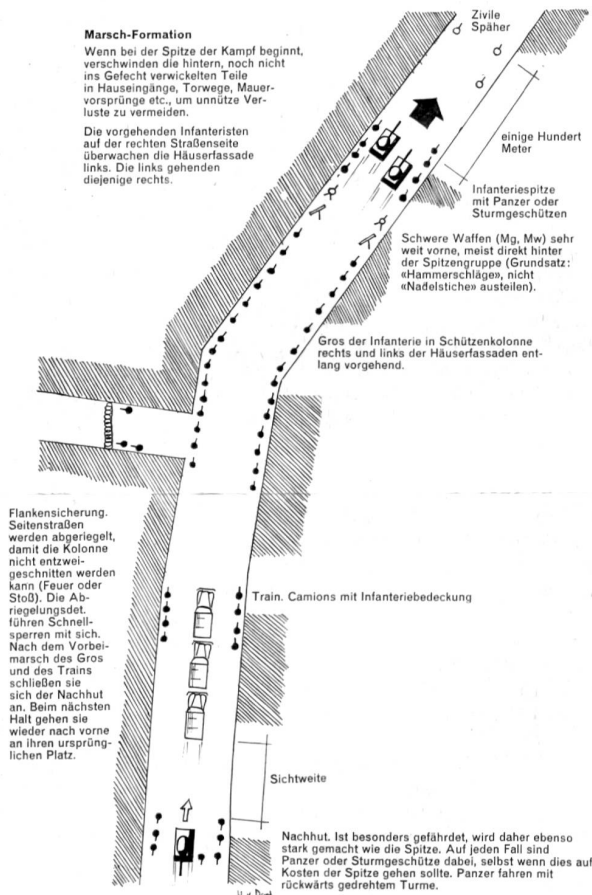 Marsch-Formation
Wenn bei der Spitze der Kampf beginnt,
verschwinden die hintern, noch nicht
ins Gefecht verwickelten Teile
in Hauseingänge, Torwege, Mauer-
vorsprünge etc., um unnütze Ver-
luste zu vermeiden.
Die vorgehenden Infanteristen
auf der rechten Straßenseite
überwachen die Häuserfassade
links. Die links gehenden
diejenige rechts.
Zivile
Späher
einige Hundert
Meter
Infanteriespitze
mit Panzer oder
Sturmgeschützen
Schwere Waffen (Mg, Mw) sehr
weit vorne, meist direkt hinter
der Spitzengruppe (Grundsatz:
«Hammerschläge», nicht
«Nadelstiche» austeilen).
Gros der Infanterie in Schützenkolonne
rechts und links der Häuserfassaden ent-
lang vorgehend.
Flankensicherung.
Seitenstraßen
werden abgeriegelt,
damit die Kolonne
nicht entzwei-
geschnitten werden
kann (Feuer oder
Stoß). Die Ab-
riegelungsdet.
führen Schnell-
sperren mit sich.
Nach dem Vorbei-
marsch des Gros
und des Trains
schließen sie
sich der Nachhut
an. Beim nächsten
Halt gehen sie
wieder nach vorne
an ihren ursprüng-
lichen Platz.
Train. Camions mit Infanteriebedeckung
Sichtweite
Nachhut. Ist besonders gefährdet, wird daher ebenso
stark gemacht wie die Spitze. Auf jeden Fall sind
Panzer oder Sturmgeschütze dabei, selbst wenn dies auf
Kosten der Spitze gehen sollte. Panzer fahren mit
rückwärts gedrehtem Turme.